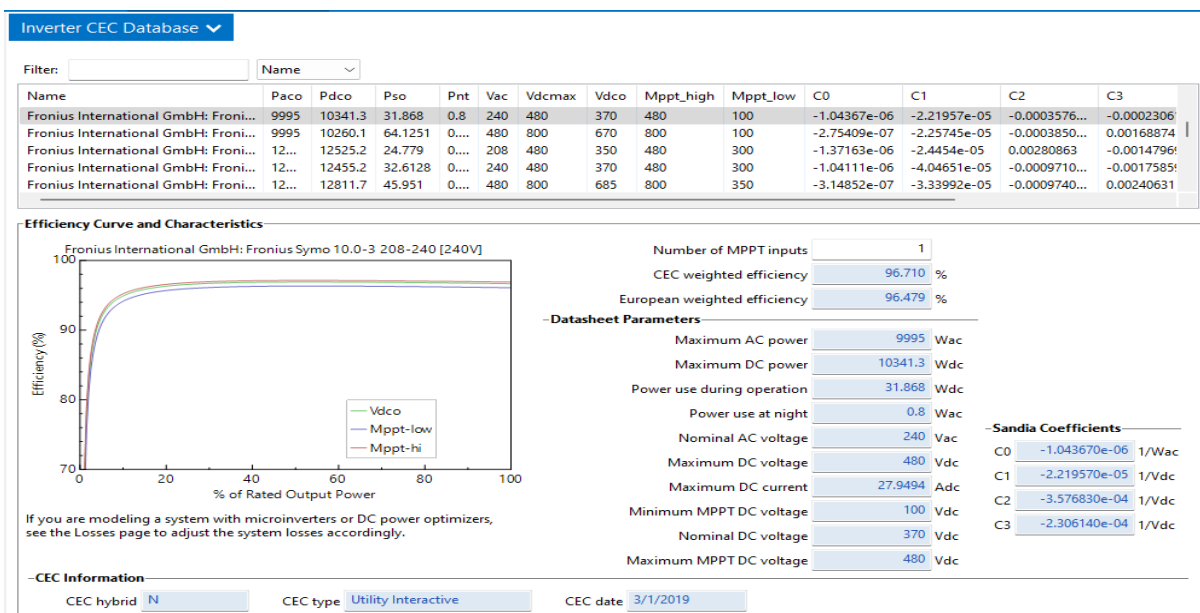 Inverter CEC Database
Filter: Name
Name Paco Pdco Pso Pnt Vac Vdcmax Vdco Mppt_high Mppt_low C0 C1 C2 C3
Fronius International GmbH: Froni... 9995 10341.3 31.868 0.8 240 480 370 480 100 -1.04367e-06 -2.21957e-05 -0.0003576... -0.0002306
Fronius International GmbH: Froni... 9995 10260.1 64.1251 0.... 480 800 670 800 100 -2.75409e-07 -2.25745e-05 -0.0003850... 0.00168874
Fronius International GmbH: Froni... 12... 12525.2 24.779 0.... 208 480 350 480 300 -1.37163e-06 -2.4454e-05 0.00280863 -0.0014796
Fronius International GmbH: Froni... 12... 12455.2 32.6128 0.... 240 480 370 480 300 -1.04111e-06 -4.04651e-05 -0.0009710... -0.0017585
Fronius International GmbH: Froni... 12... 12811.7 45.951 0.... 480 800 685 800 350 -3.14852e-07 -3.33992e-05 -0.0009740... 0.00240631
Efficiency Curve and Characteristics
Fronius International GmbH: Fronius Symo 10.0-3 208-240 [240V]
100
90
80
70
Efficiency (%)
Vdco
Mppt-low
Mppt-hi
0 20 40 60 80 100
% of Rated Output Power
If you are modeling a system with microinverters or DC power optimizers,
see the Losses page to adjust the system losses accordingly.
Number of MPPT inputs 1
CEC weighted efficiency 96.710 %
European weighted efficiency 96.479 %
Datasheet Parameters
Maximum AC power 9995 Wac
Maximum DC power 10341.3 Wdc
Power use during operation 31.868 Wdc
Power use at night 0.8 Wac
Nominal AC voltage 240 Vac
Maximum DC voltage 480 Vdc
Maximum DC current 27.9494 Adc
Minimum MPPT DC voltage 100 Vdc
Nominal DC voltage 370 Vdc
Maximum MPPT DC voltage 480 Vdc
Sandia Coefficients
C0 -1.043670e-06 1/Wac
C1 -2.219570e-05 1/Vdc
C2 -3.576830e-04 1/Vdc
C3 -2.306140e-04 1/Vdc
CEC Information
CEC hybrid N CEC type Utility Interactive CEC date 3/1/2019